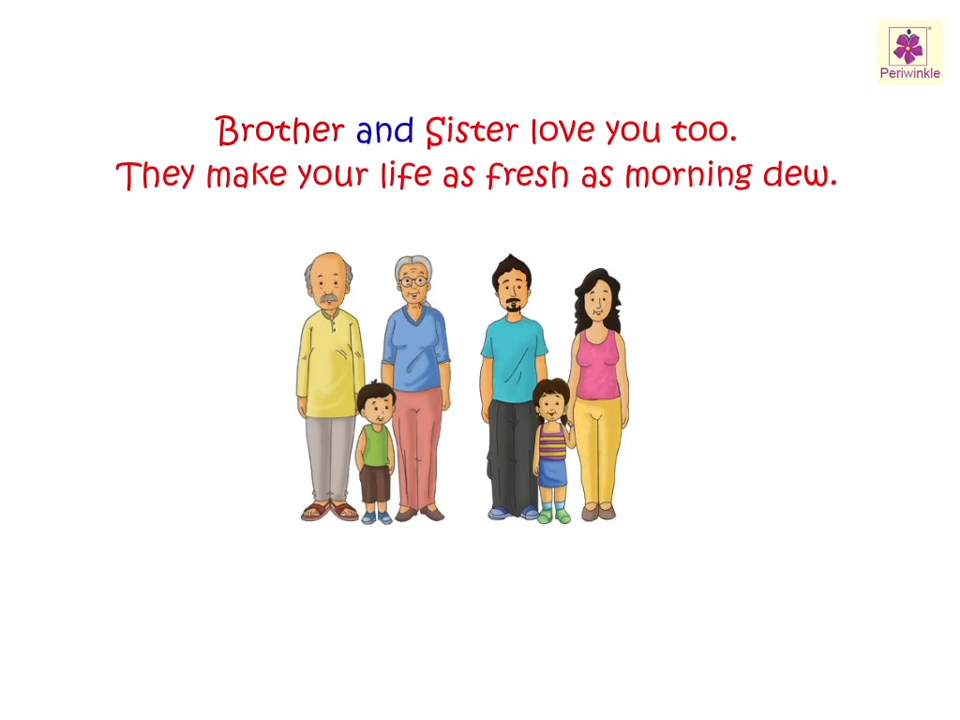 Periwinkle
Brother and Sister love you too.
They make your life as fresh as morning dew.